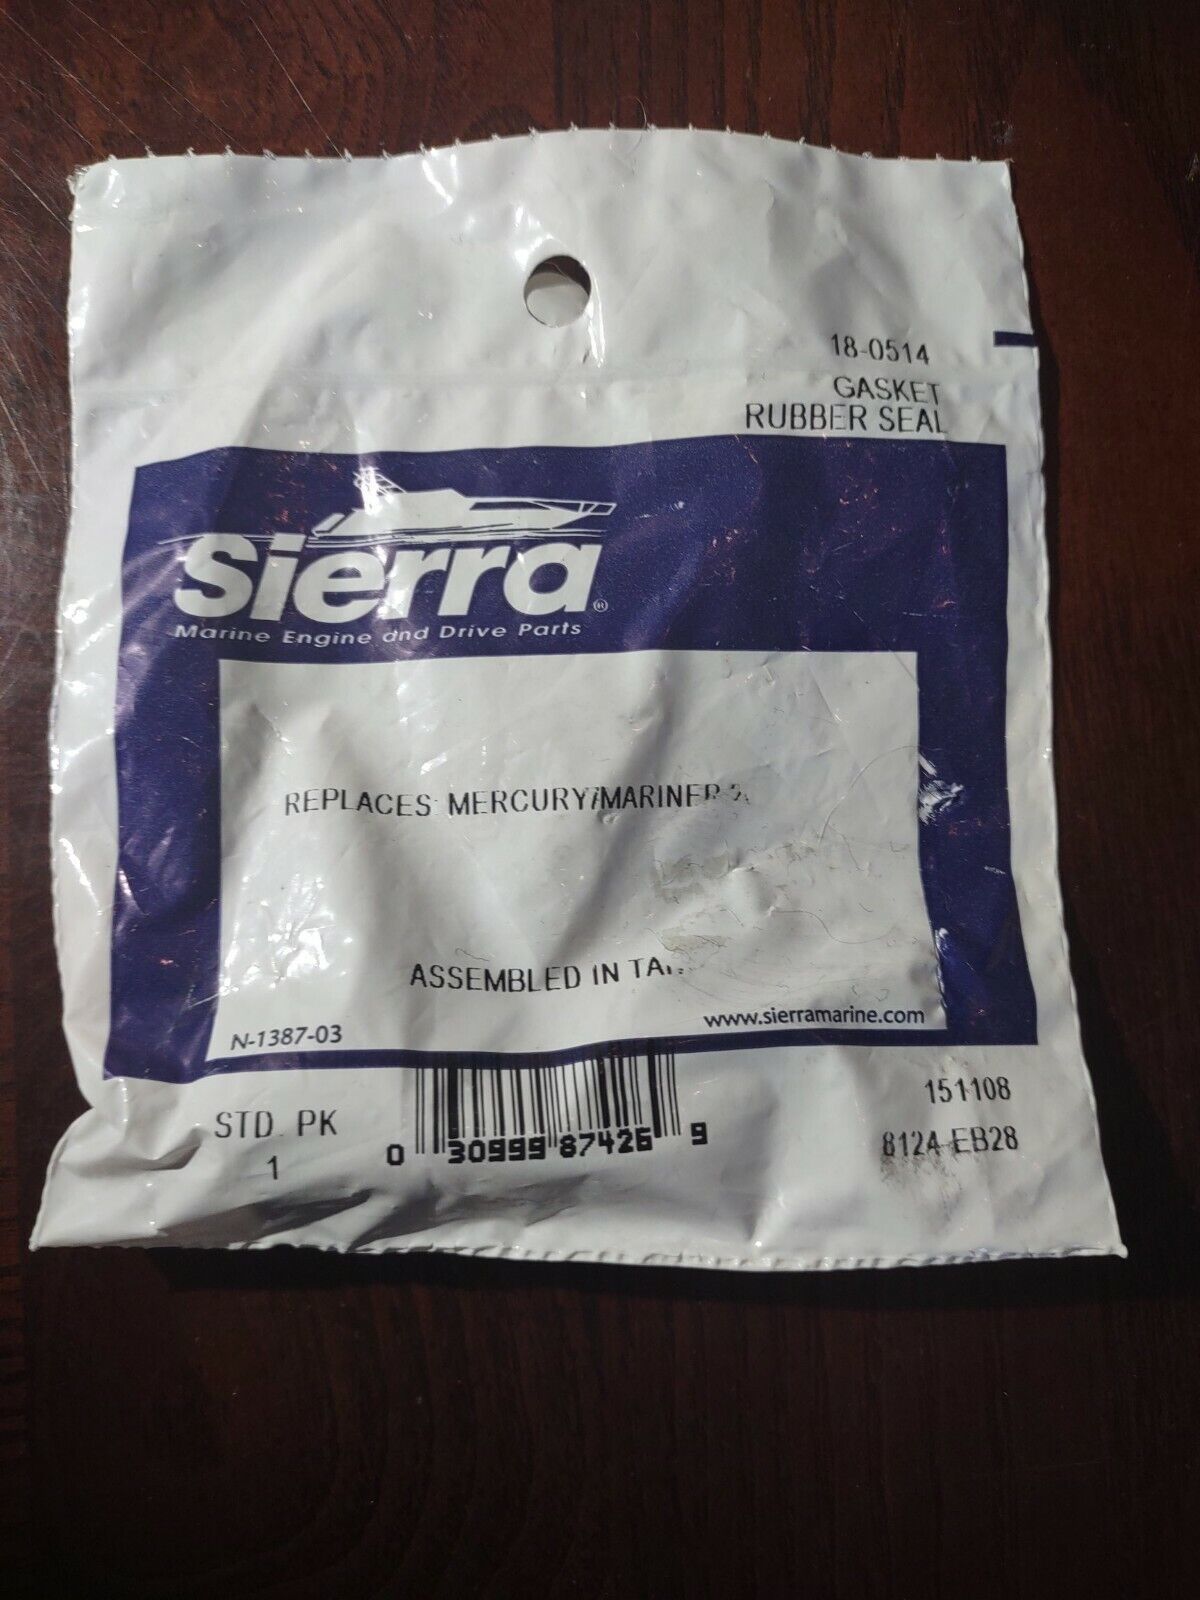 18-0514
GASKET
RUBBER SEAL
Sierra®
Marine Engine and Drive Parts
REPLACES: MERCURY/MARINER
ASSEMBLED IN
www.sierramarine.com
N-1387-03
151108
STD. PK
1
0 30999 87426 9
8124-EB28